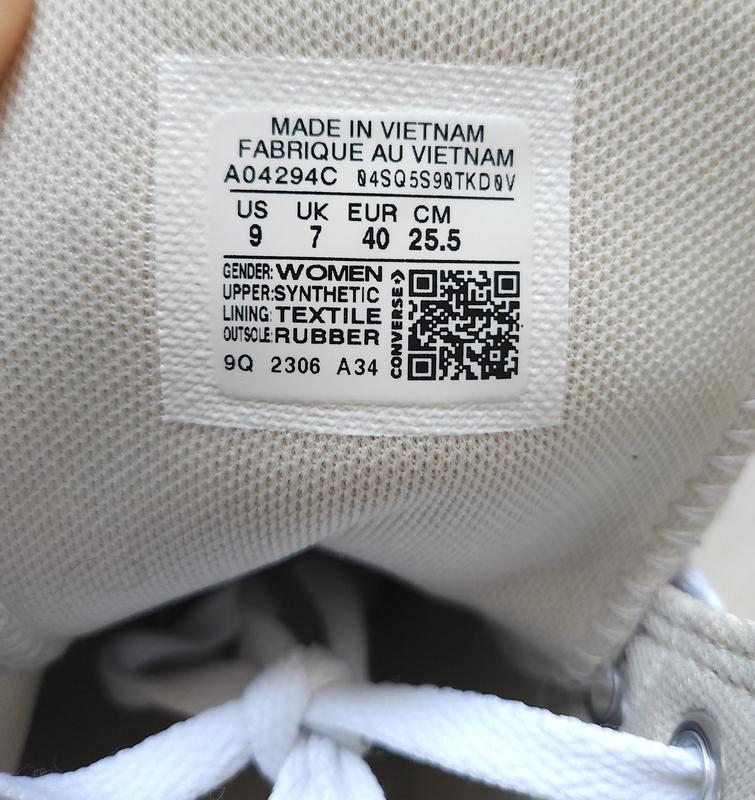 MADE IN VIETNAM
FABRIQUE AU VIETNAM
A04294C 04SQ5S90TKD0V
US UK EUR CM
9 7 40 25.5
GENDER: WOMEN
UPPER: SYNTHETIC
LINING: TEXTILE
OUTSOLE: RUBBER
9Q 2306 A34
CONVERSE